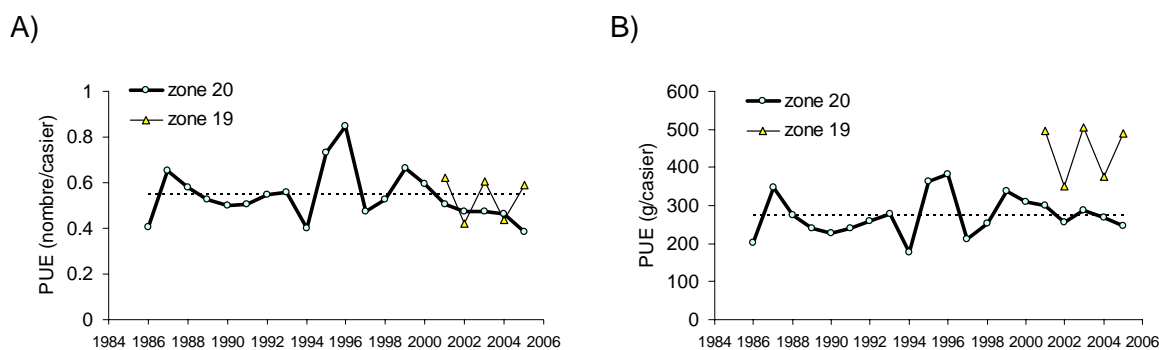 A)
PUE (nombre/casier)
1
0.8
0.6
0.4
0.2
0
zone 20
zone 19
1984 1986 1988 1990 1992 1994 1996 1998 2000 2002 2004 2006
B)
PUE (g/casier)
600
500
400
300
200
100
0
zone 20
zone 19
1984 1986 1988 1990 1992 1994 1996 1998 2000 2002 2004 2006